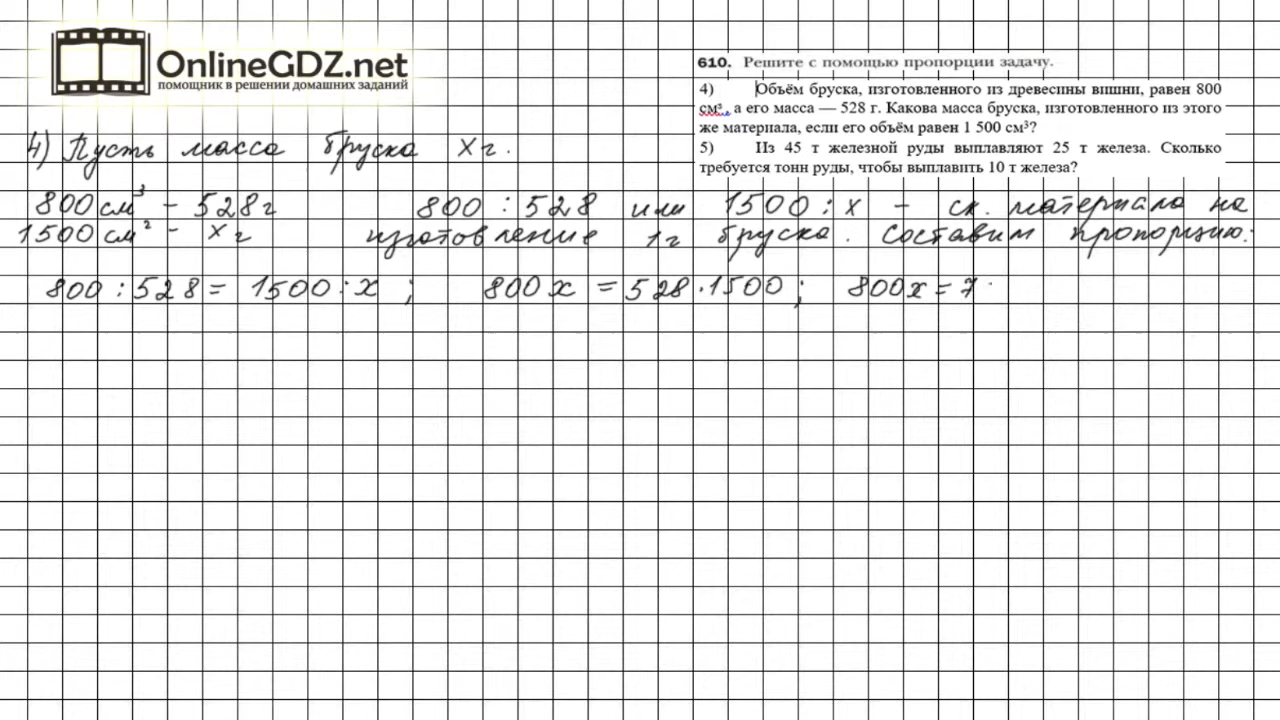 OnlineGDZ.net
помощник в решении домашних заданий
610. Решите с помощью пропорции задачу.
4) Объём бруска, изготовленного из древесины вишни, равен 800
см³ , а его масса — 528 г. Какова масса бруска, изготовленного из этого
же материала, если его объём равен 1 500 см³?
5) Из 45 т железной руды выплавляют 25 т железа. Сколько
требуется тонн руды, чтобы выплавить 10 т железа?
4) Пусть масса бруска х г.
800 см³ - 528 г 800 : 528 или 1500 : х - ск. материала на
1500 см² - х г изготовление 1 г бруска. Составим пропорцию:
800 : 528 = 1500 : х ; 800х = 528 · 1500 ; 800х = 7